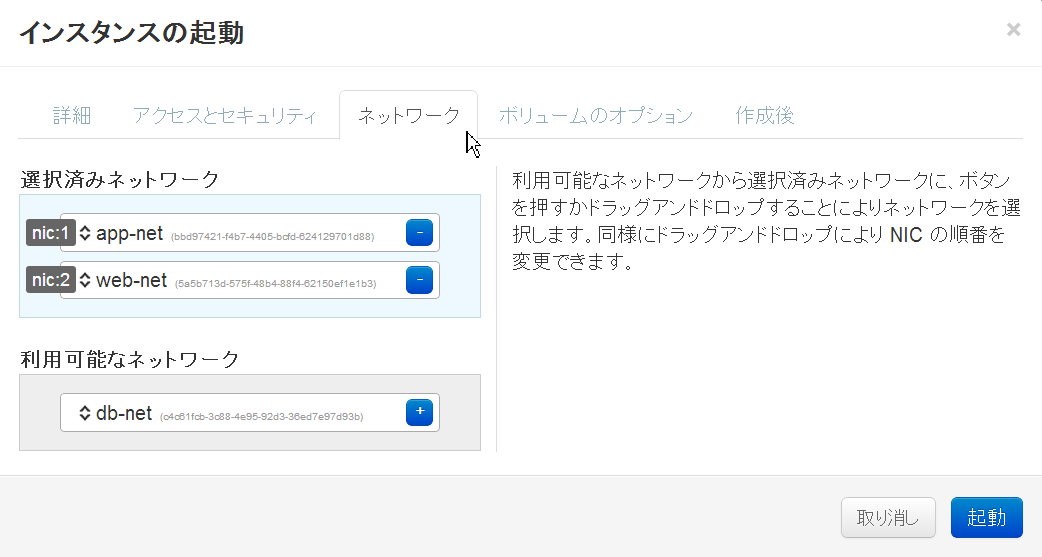 インスタンスの起動
×
詳細 アクセスとセキュリティ ネットワーク ボリュームのオプション 作成後
選択済みネットワーク
nic:1 app-net (bbd97421-f4b7-4405-bcfd-624129701d88) -
nic:2 web-net (5a5b713d-575f-48b4-88f4-62150ef1e1b3) -
利用可能なネットワーク
db-net (c4c61fcb-3c88-4e95-92d3-36ed7e97d93b) +
利用可能なネットワークから選択済みネットワークに、ボタン
を押すかドラッグアンドドロップすることによりネットワークを選
択します。同様にドラッグアンドドロップにより NIC の順番を
変更できます。
取り消し 起動